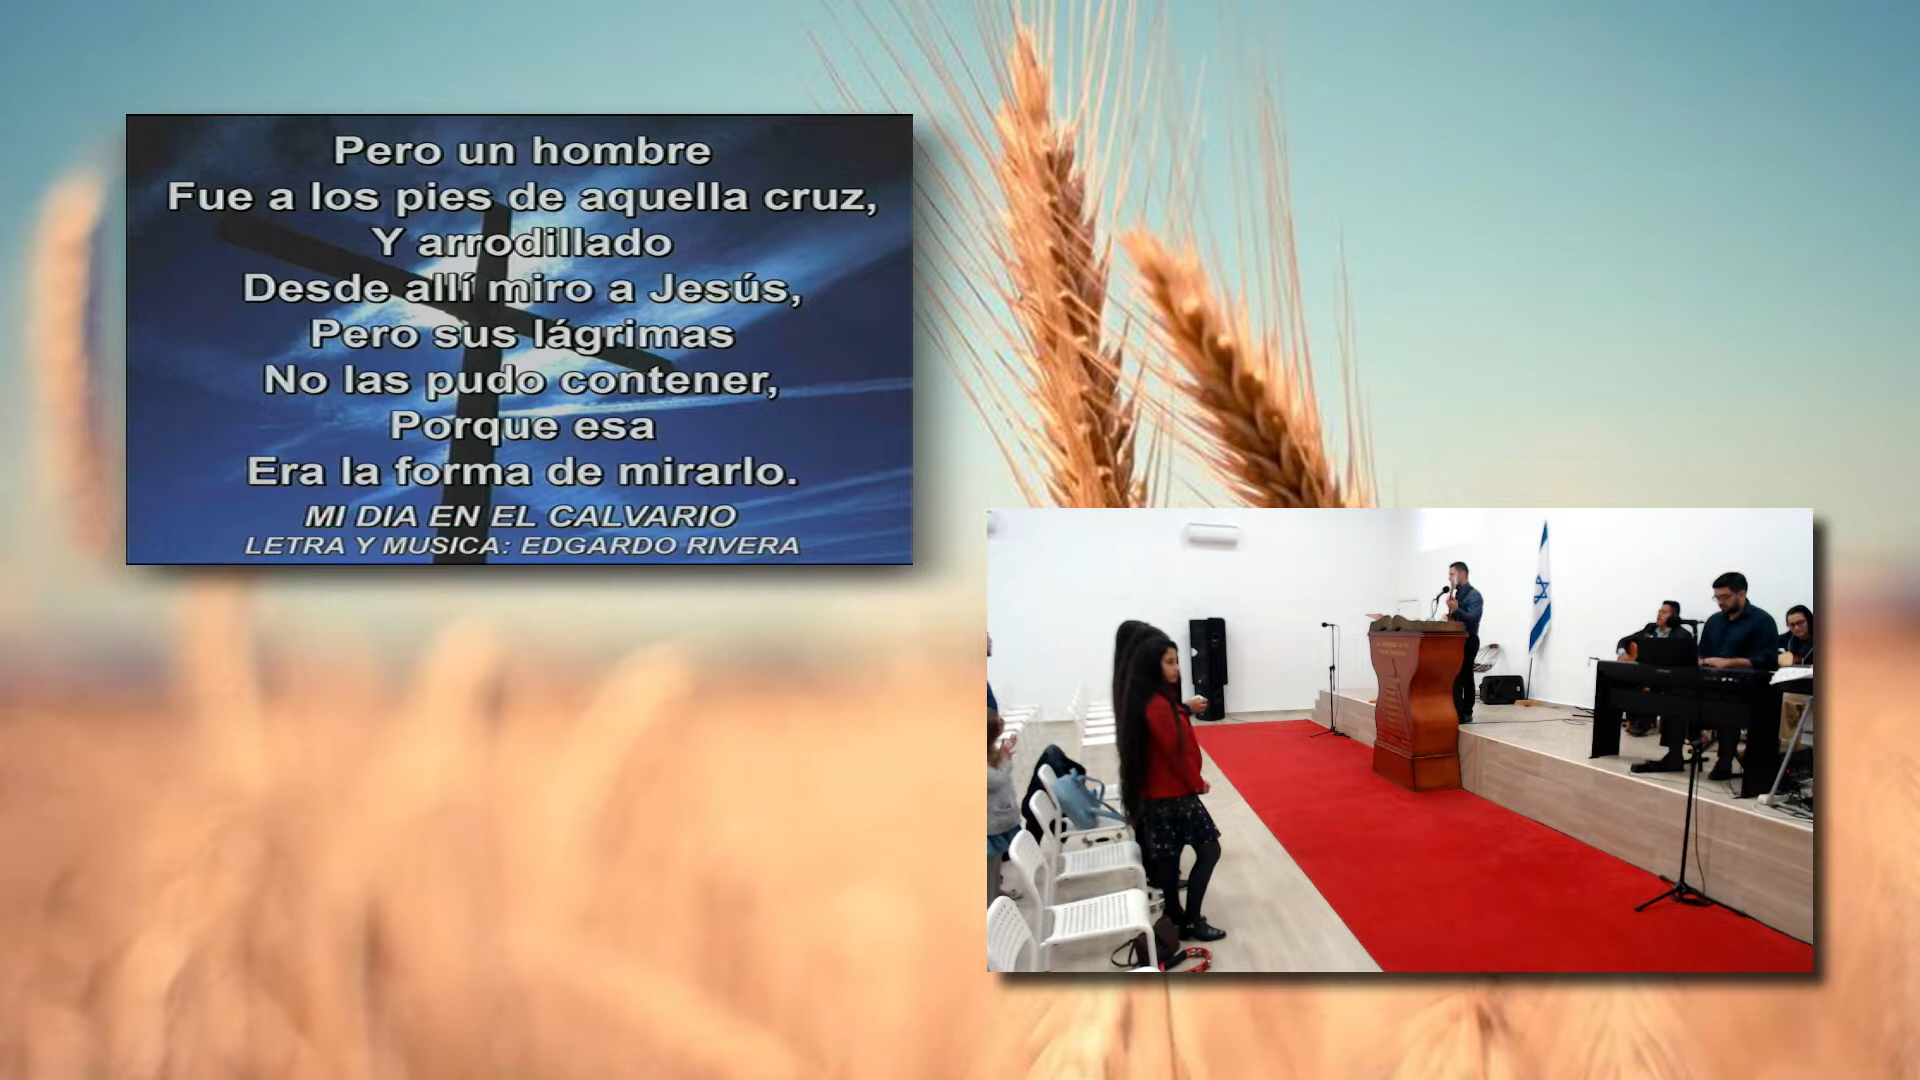 Pero un hombre
Fue a los pies de aquella cruz,
Y arrodillado
Desde allí miro a Jesús,
Pero sus lágrimas
No las pudo contener,
Porque esa
Era la forma de mirarlo.
MI DIA EN EL CALVARIO
LETRA Y MUSICA: EDGARDO RIVERA